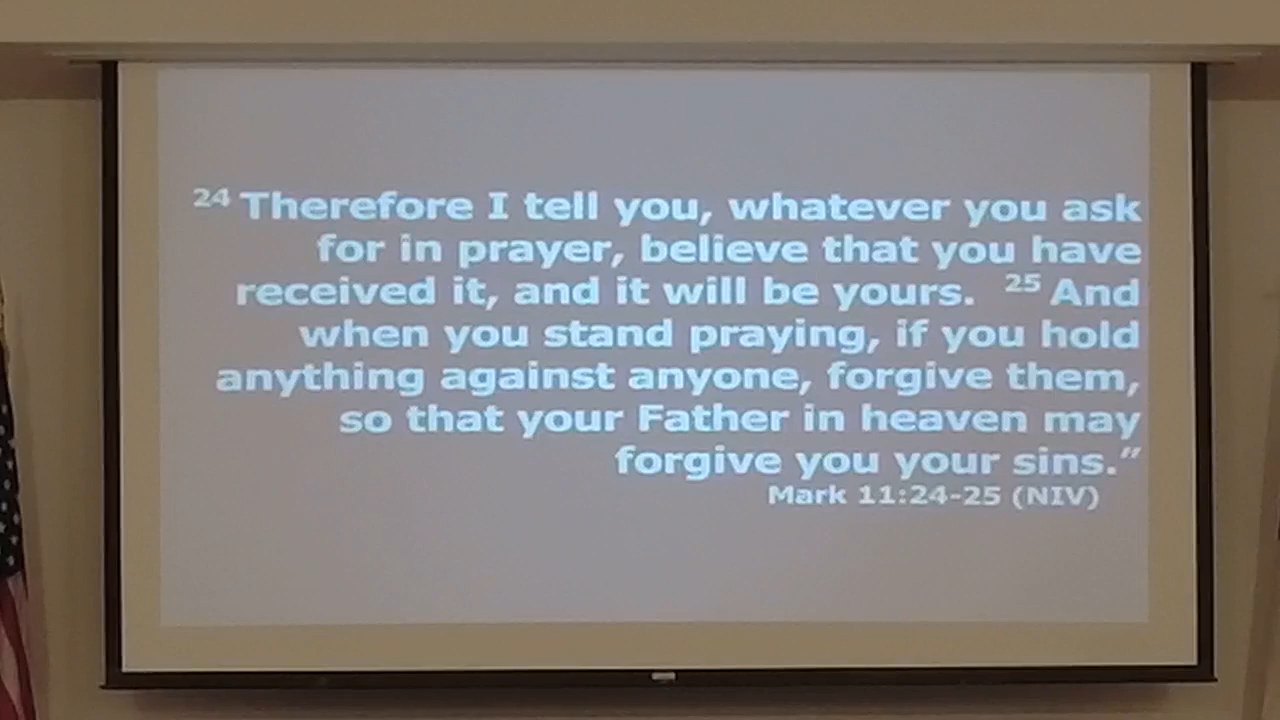 24 Therefore I tell you, whatever you ask
for in prayer, believe that you have
received it, and it will be yours. 25 And
when you stand praying, if you hold
anything against anyone, forgive them,
so that your Father in heaven may
forgive you your sins.”
Mark 11:24-25 (NIV)